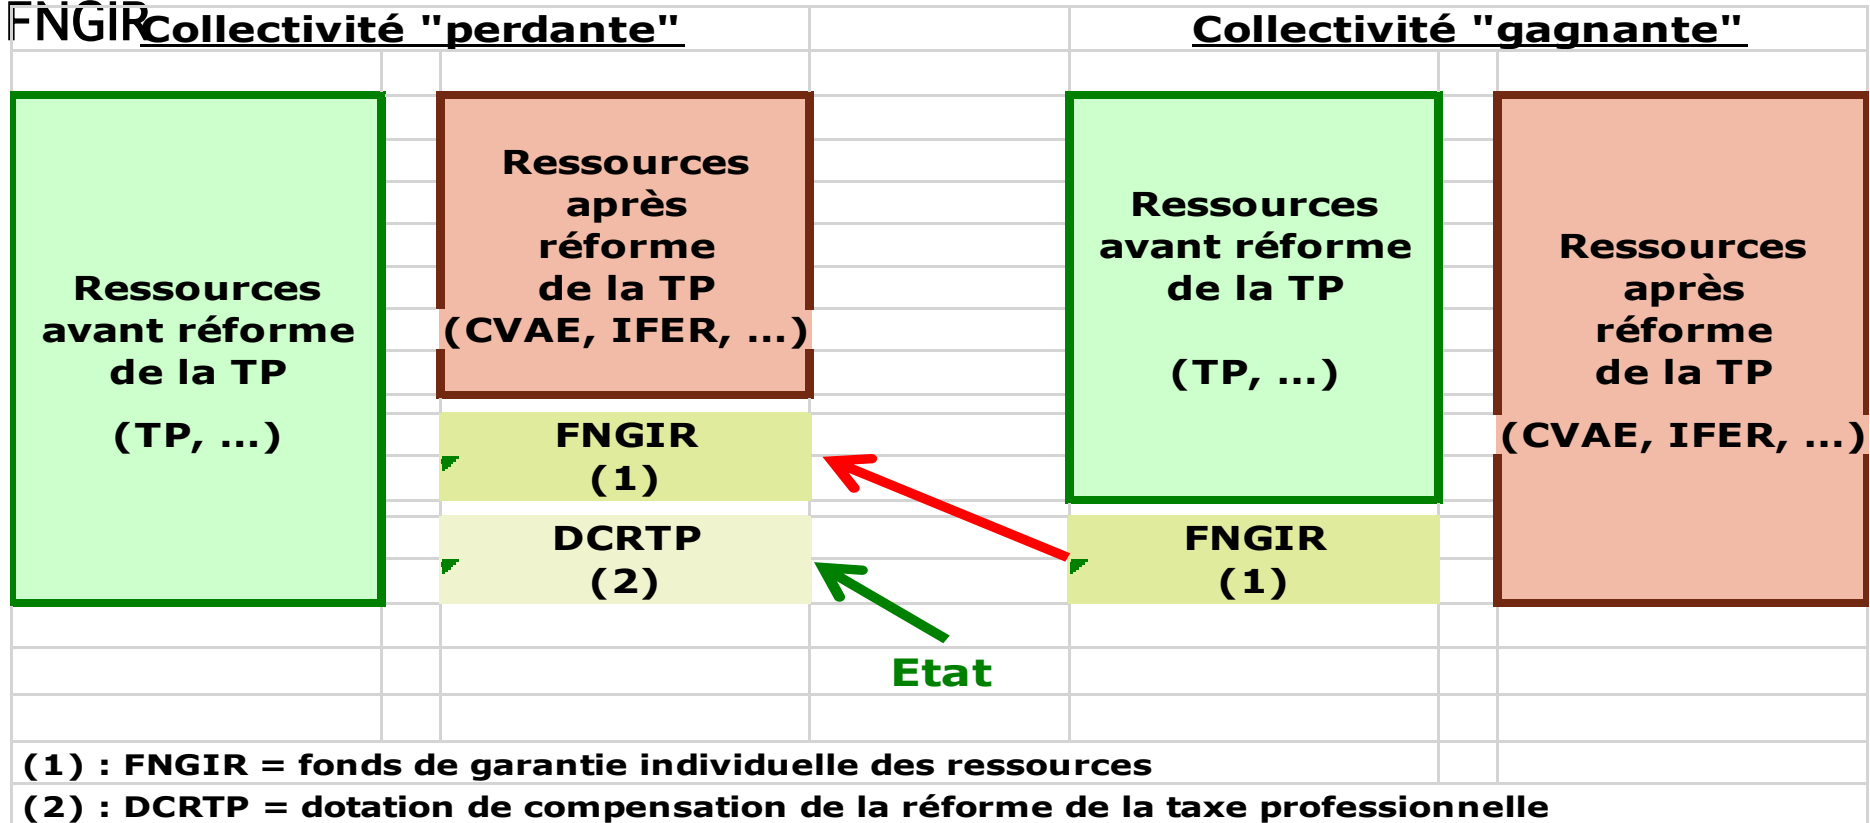 FNGIR
Collectivité "perdante"
Collectivité "gagnante"
Ressources
avant réforme
de la TP
(TP, ...)
Ressources
après
réforme
de la TP
(CVAE, IFER, ...)
FNGIR
(1)
DCRTP
(2)
Etat
Ressources
avant réforme
de la TP
(TP, ...)
FNGIR
(1)
Ressources
après
réforme
de la TP
(CVAE, IFER, ...)
(1) : FNGIR = fonds de garantie individuelle des ressources
(2) : DCRTP = dotation de compensation de la réforme de la taxe professionnelle